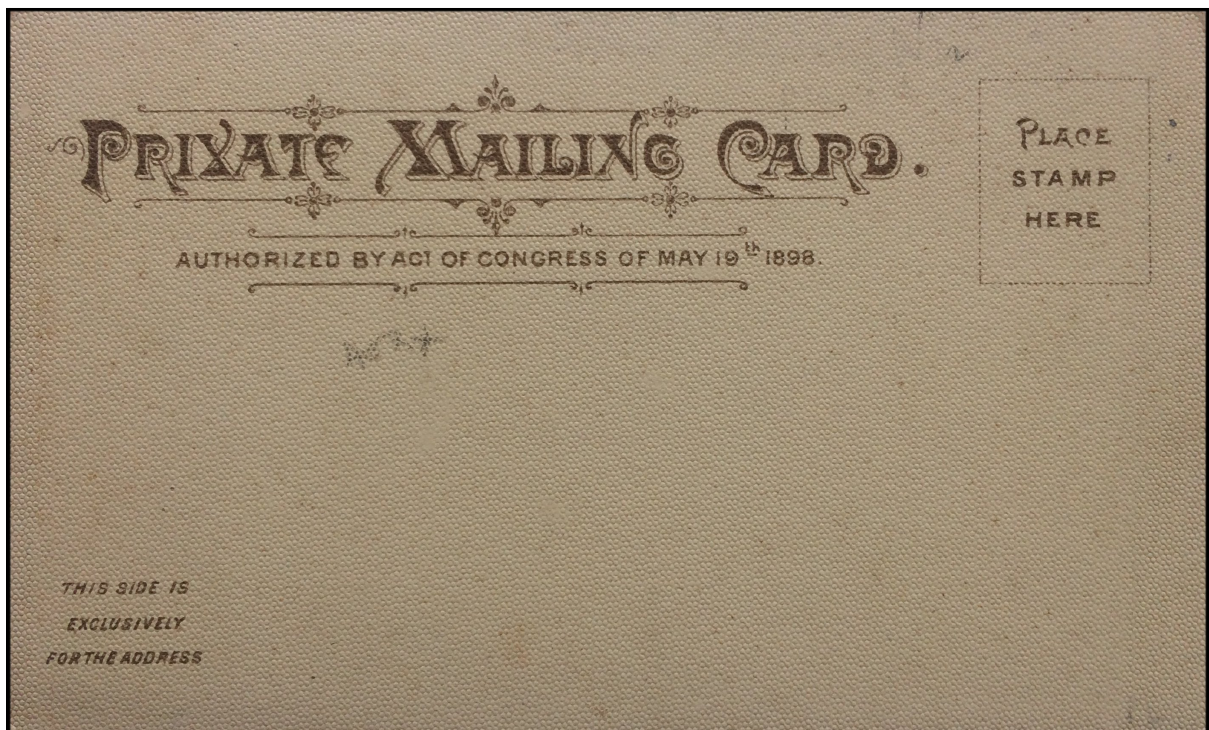 PRIVATE MAILING CARD.
PLACE
STAMP
HERE
AUTHORIZED BY ACT OF CONGRESS OF MAY 19th 1898.
THIS SIDE IS
EXCLUSIVELY
FOR THE ADDRESS